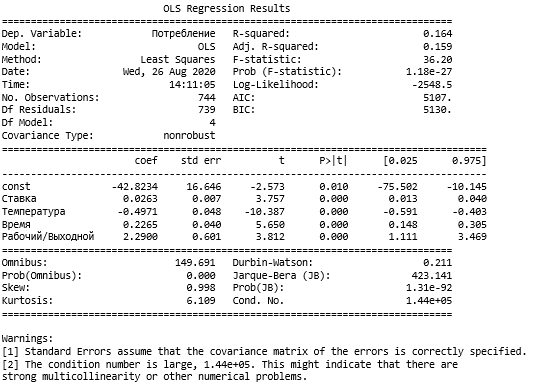 OLS Regression Results
==============================================================================
Dep. Variable: Потребление R-squared: 0.164
Model: OLS Adj. R-squared: 0.159
Method: Least Squares F-statistic: 36.20
Date: Wed, 26 Aug 2020 Prob (F-statistic): 1.18e-27
Time: 14:11:05 Log-Likelihood: -2548.5
No. Observations: 744 AIC: 5107.
Df Residuals: 739 BIC: 5130.
Df Model: 4
Covariance Type: nonrobust
==============================================================================
coef std err t P>|t| [0.025 0.975]
------------------------------------------------------------------------------
const -42.8234 16.646 -2.573 0.010 -75.502 -10.145
Ставка 0.0263 0.007 3.757 0.000 0.013 0.040
Температура -0.4971 0.048 -10.387 0.000 -0.591 -0.403
Время 0.2265 0.040 5.650 0.000 0.148 0.305
Рабочий/Выходной 2.2900 0.601 3.812 0.000 1.111 3.469
==============================================================================
Omnibus: 149.691 Durbin-Watson: 0.211
Prob(Omnibus): 0.000 Jarque-Bera (JB): 423.141
Skew: 0.998 Prob(JB): 1.31e-92
Kurtosis: 6.109 Cond. No. 1.44e+05
==============================================================================
Warnings:
[1] Standard Errors assume that the covariance matrix of the errors is correctly specified.
[2] The condition number is large, 1.44e+05. This might indicate that there are
strong multicollinearity or other numerical problems.